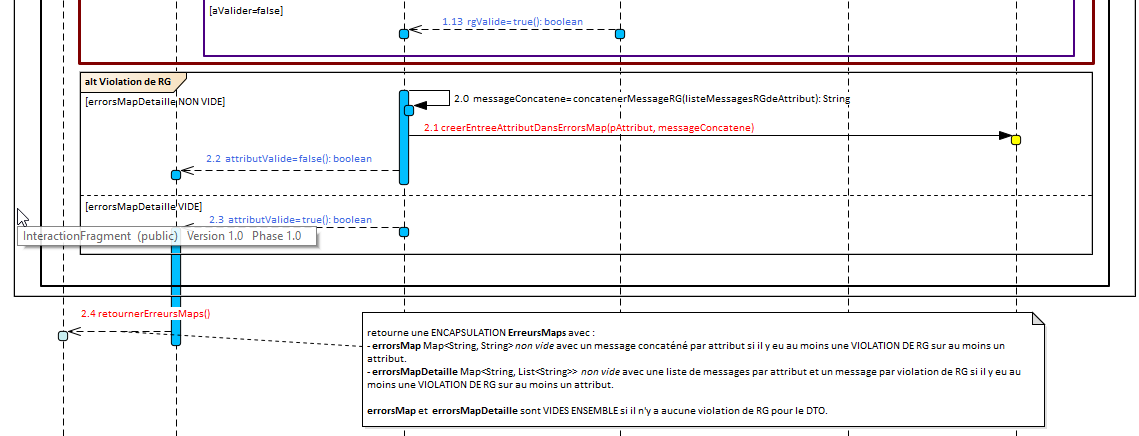 [aValider=false]
1.13 rgValide=true(): boolean
alt Violation de RG
[errorsMapDetaille NON VIDE]
2.0 messageConcatene=concatenerMessageRG(listeMessagesRGdeAttribut): String
2.1 creerEntreeAttributDansErrorsMap(pAttribut, messageConcatene)
2.2 attributValide=false(): boolean
[errorsMapDetaille VIDE]
2.3 attributValide=true(): boolean
InteractionFragment (public) Version 1.0 Phase 1.0
2.4 retournerErreursMaps()
retourne une ENCAPSULATION ErreursMaps avec :
- errorsMap Map<String, String> non vide avec un message concaténé par attribut si il y eu au moins une VIOLATION DE RG sur au moins un
attribut.
- errorsMapDetaille Map<String, List<String>> non vide avec une liste de messages par attribut et un message par violation de RG si il y eu au
moins une VIOLATION DE RG sur au moins un attribut.
errorsMap et errorsMapDetaille sont VIDES ENSEMBLE si il n'y a aucune violation de RG pour le DTO.